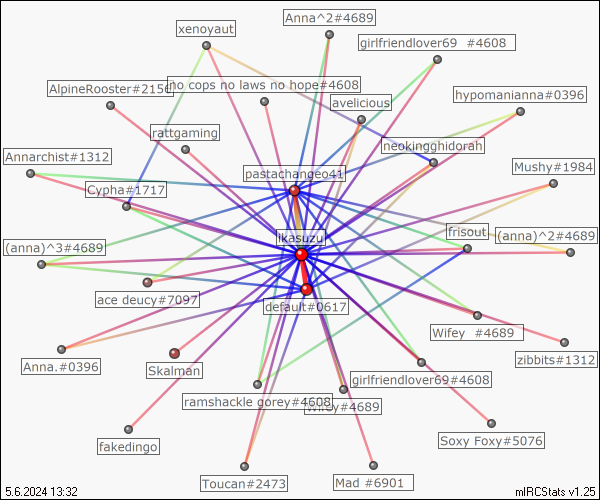 Anna^2#4689
xenoyaut
girlfriendlover69 #4608
AlpineRooster#215
no cops no laws no hope#4608
avelicious
hypomanianna#0396
rattgaming
neokingghidorah
Annarchist#1312
pastachangeo41
Mushy#1984
Cypha#1717
ikasuzu
frisout
(anna)^2#4689
(anna)^3#4689
ace deucy#7097
default#0617
Wifey #4689
zibbits#1312
Anna.#0396
Skalman
girlfriendlover69#4608
ramshackle gorey#4608
Wifey#4689
fakedingo
Soxy Foxy#5076
Toucan#2473
Mad #6901
5.6.2024 13:32
mIRCStats v1.25